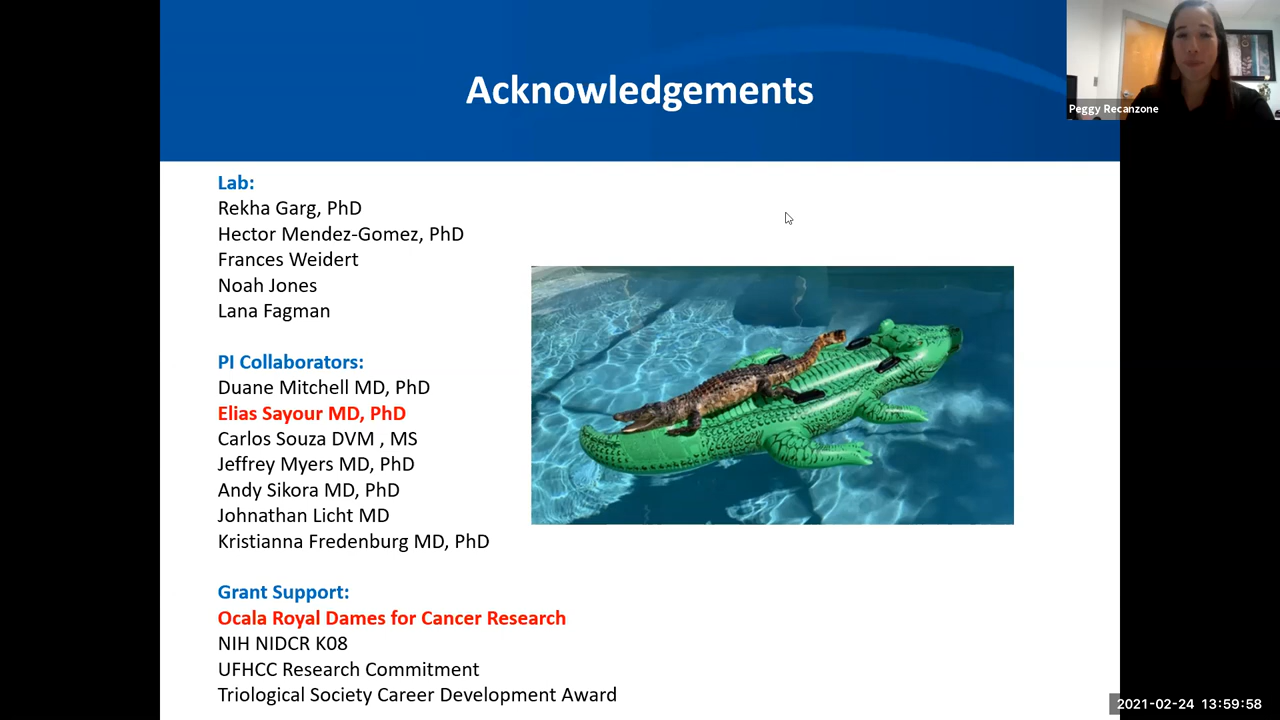 Acknowledgements
Peggy Recanzone
Lab:
Rekha Garg, PhD
Hector Mendez-Gomez, PhD
Frances Weidert
Noah Jones
Lana Fagman
PI Collaborators:
Duane Mitchell MD, PhD
Elias Sayour MD, PhD
Carlos Souza DVM , MS
Jeffrey Myers MD, PhD
Andy Sikora MD, PhD
Johnathan Licht MD
Kristianna Fredenburg MD, PhD
Grant Support:
Ocala Royal Dames for Cancer Research
NIH NIDCR K08
UFHCC Research Commitment
Triological Society Career Development Award
2021-02-24 13:59:58